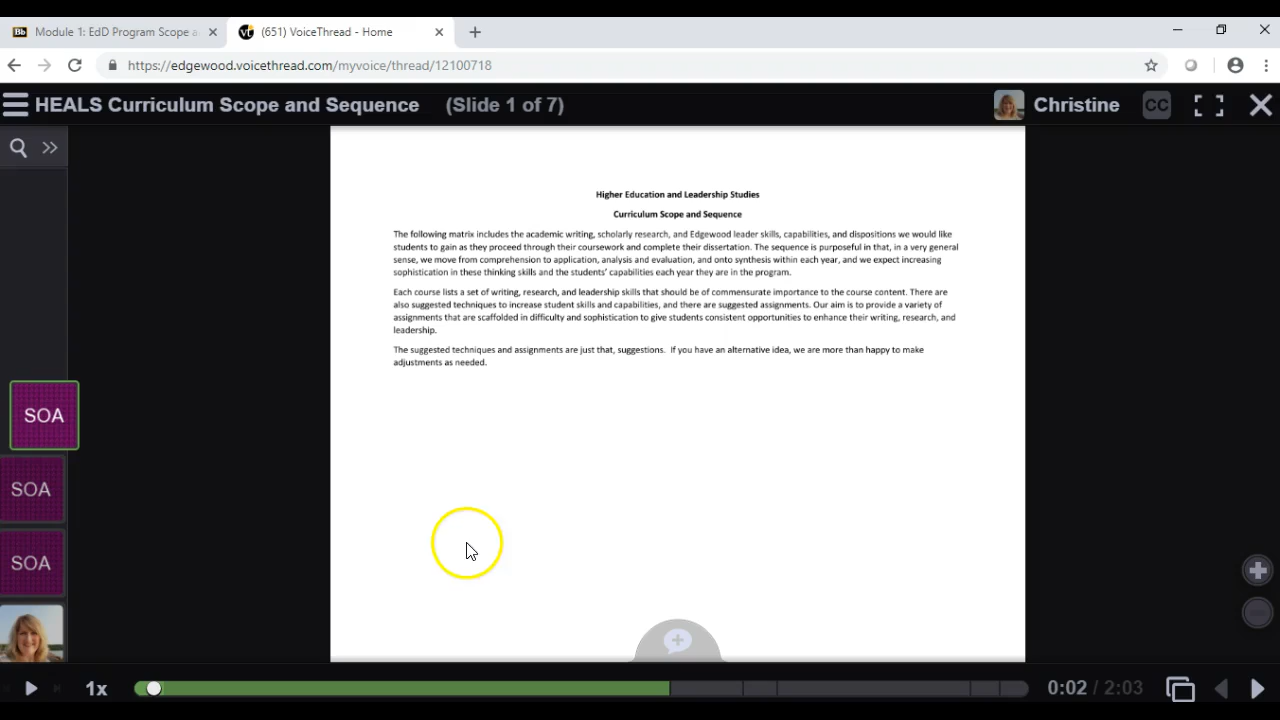 Bb Module 1: EdD Program Scope a
vt (651) VoiceThread - Home
https://edgewood.voicethread.com/myvoice/thread/12100718
HEALS Curriculum Scope and Sequence (Slide 1 of 7)
Christine CC
Higher Education and Leadership Studies
Curriculum Scope and Sequence
The following matrix includes the academic writing, scholarly research, and Edgewood leader skills, capabilities, and dispositions we would like
students to gain as they proceed through their coursework and complete their dissertation. The sequence is purposeful in that, in a very general
sense, we move from comprehension to application, analysis and evaluation, and onto synthesis within each year, and we expect increasing
sophistication in these thinking skills and the students' capabilities each year they are in the program.
Each course lists a set of writing, research, and leadership skills that should be of commensurate importance to the course content. There are
also suggested techniques to increase student skills and capabilities, and there are suggested assignments. Our aim is to provide a variety of
assignments that are scaffolded in difficulty and sophistication to give students consistent opportunities to enhance their writing, research, and
leadership.
The suggested techniques and assignments are just that, suggestions. If you have an alternative idea, we are more than happy to make
adjustments as needed.
SOA
SOA
SOA
1x
0:02 / 2:03